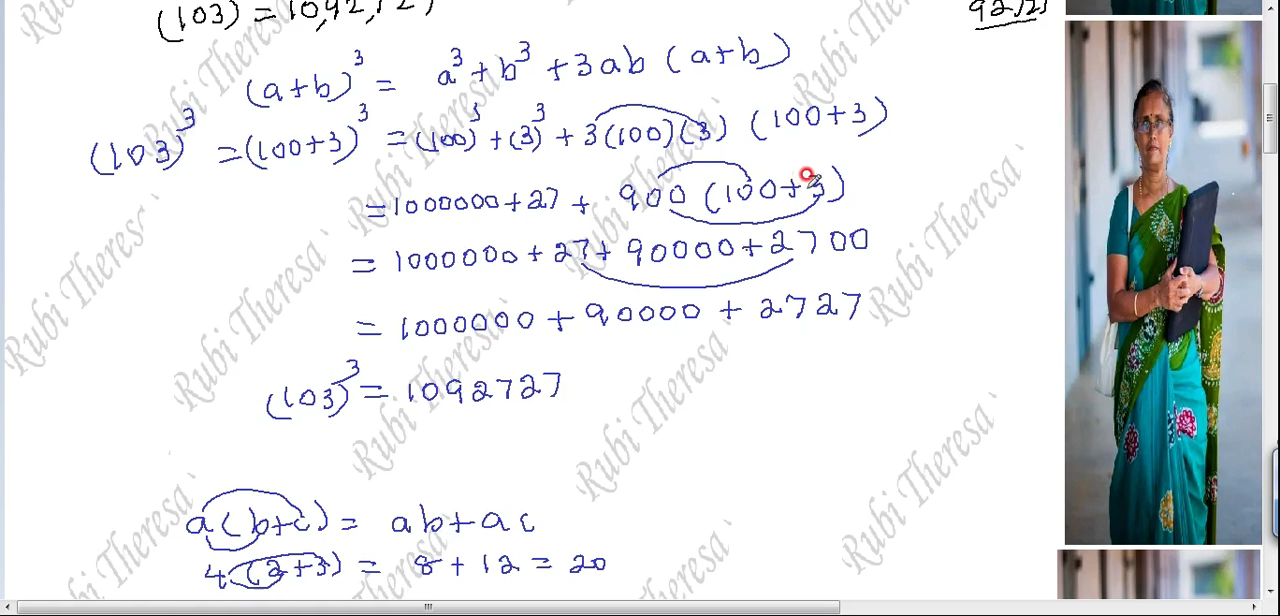 (103) = 10,92,727
92727
(a+b)³ = a³ + b³ + 3ab (a+b)
(103)³ = (100+3)³ = (100)³ + (3)³ + 3(100)(3) (100+3)
= 1000000 + 27 + 900 (100+3)
= 1000000 + 27 + 90000 + 2700
= 1000000 + 90000 + 2727
(103)³ = 1092727
a(b+c) = ab+ac
4(2+3) = 8+12 = 20
`Rubi Theresa`